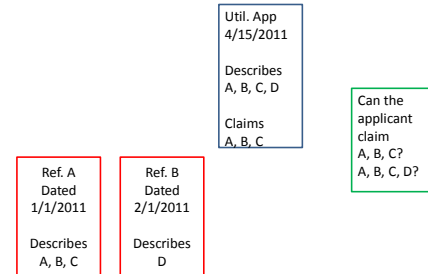 Util. App
4/15/2011
Describes
A, B, C, D
Claims
A, B, C
Can the
applicant
claim
A, B, C?
A, B, C, D?
Ref. A
Dated
1/1/2011
Describes
A, B, C
Ref. B
Dated
2/1/2011
Describes
D